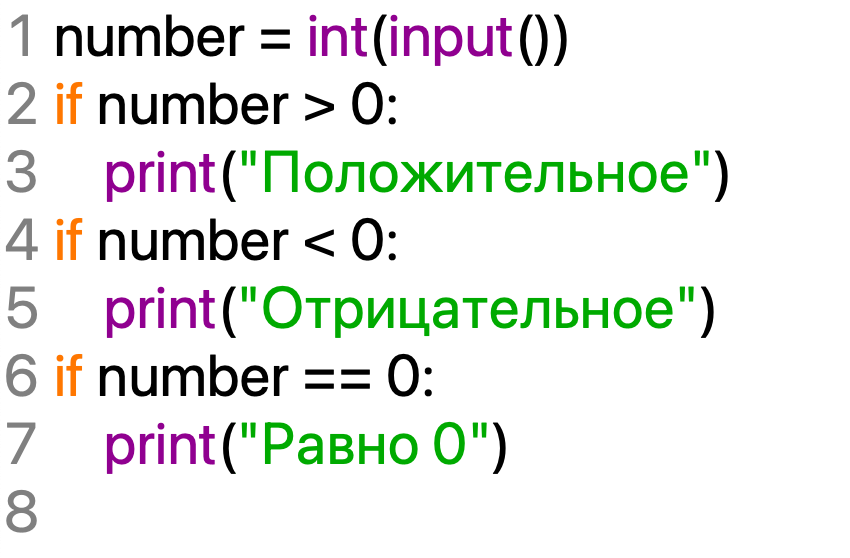 1 number = int(input())
2 if number > 0:
3     print("Положительное")
4 if number < 0:
5     print("Отрицательное")
6 if number == 0:
7     print("Равно 0")
8